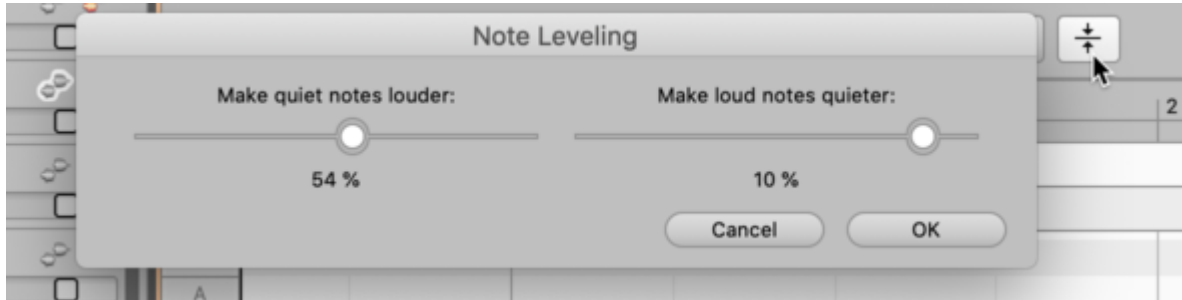 Note Leveling
Make quiet notes louder:
Make loud notes quieter:
2
54 %
10 %
Cancel
OK
A